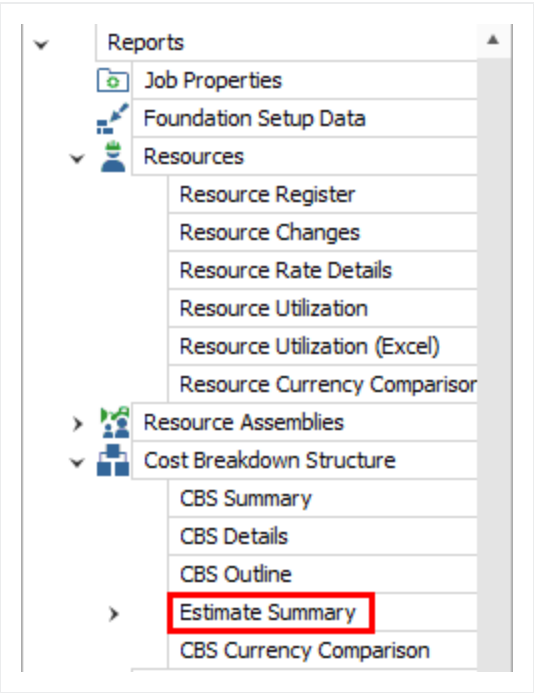 Reports
Job Properties
Foundation Setup Data
Resources
Resource Register
Resource Changes
Resource Rate Details
Resource Utilization
Resource Utilization (Excel)
Resource Currency Comparison
Resource Assemblies
Cost Breakdown Structure
CBS Summary
CBS Details
CBS Outline
Estimate Summary
CBS Currency Comparison